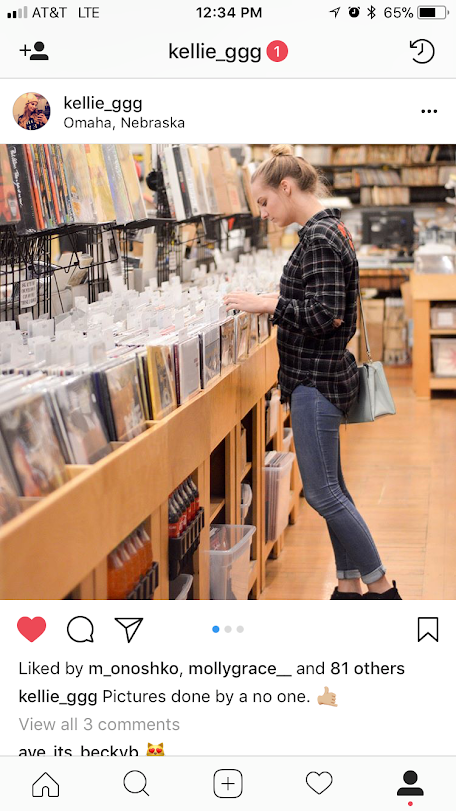 AT&T LTE 12:34 PM 65%
kellie_ggg 1
kellie_ggg
Omaha, Nebraska
Liked by m_onoshko, mollygrace__ and 81 others
kellie_ggg Pictures done by a no one. 🤙🏼
View all 3 comments
aye_its_beckyb 😻